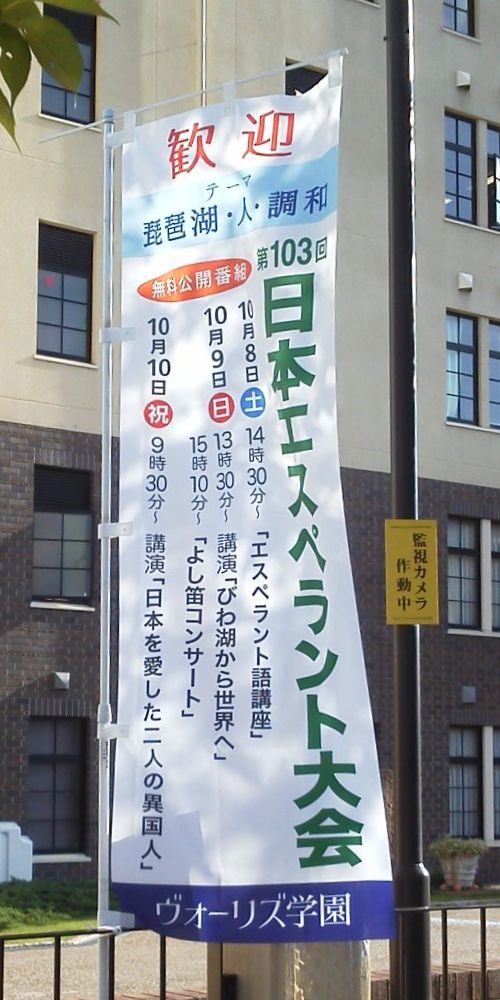 歓迎
テーマ
琵琶湖・人・調和
第103回
日本エスペラント大会
無料公開番組
10月8日 土 14時30分～「エスペラント語講座」
10月9日 日 13時30分～ 講演「びわ湖から世界へ」
15時10分～「よし笛コンサート」
10月10日 祝 9時30分～ 講演「日本を愛した二人の異国人」
ヴォーリズ学園
監視カメラ
作動中